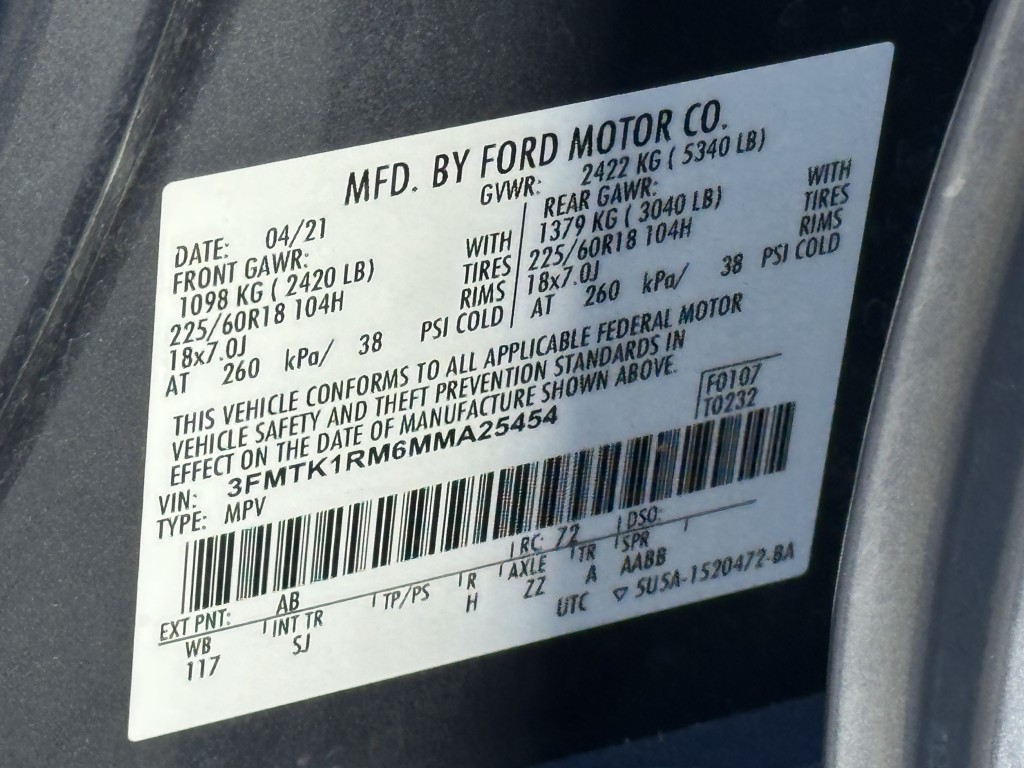 MFD. BY FORD MOTOR CO.
DATE: 04/21
GVWR: 2422 KG ( 5340 LB)
FRONT GAWR:
1098 KG ( 2420 LB) WITH
225/60R18 104H TIRES
18x7.0J RIMS
AT 260 kPa/ 38 PSI COLD
REAR GAWR:
1379 KG ( 3040 LB) WITH
225/60R18 104H TIRES
18x7.0J RIMS
AT 260 kPa/ 38 PSI COLD
THIS VEHICLE CONFORMS TO ALL APPLICABLE FEDERAL MOTOR
VEHICLE SAFETY AND THEFT PREVENTION STANDARDS IN
EFFECT ON THE DATE OF MANUFACTURE SHOWN ABOVE.
F0107
T0232
VIN: 3FMTK1RM6MMA25454
TYPE: MPV
EXT PNT: AB RC: 72 DSO:
WB INT TR TP/PS R AXLE TR SPR
117 SJ H ZZ A AABB
UTC ▽ 5U5A-1520472-BA